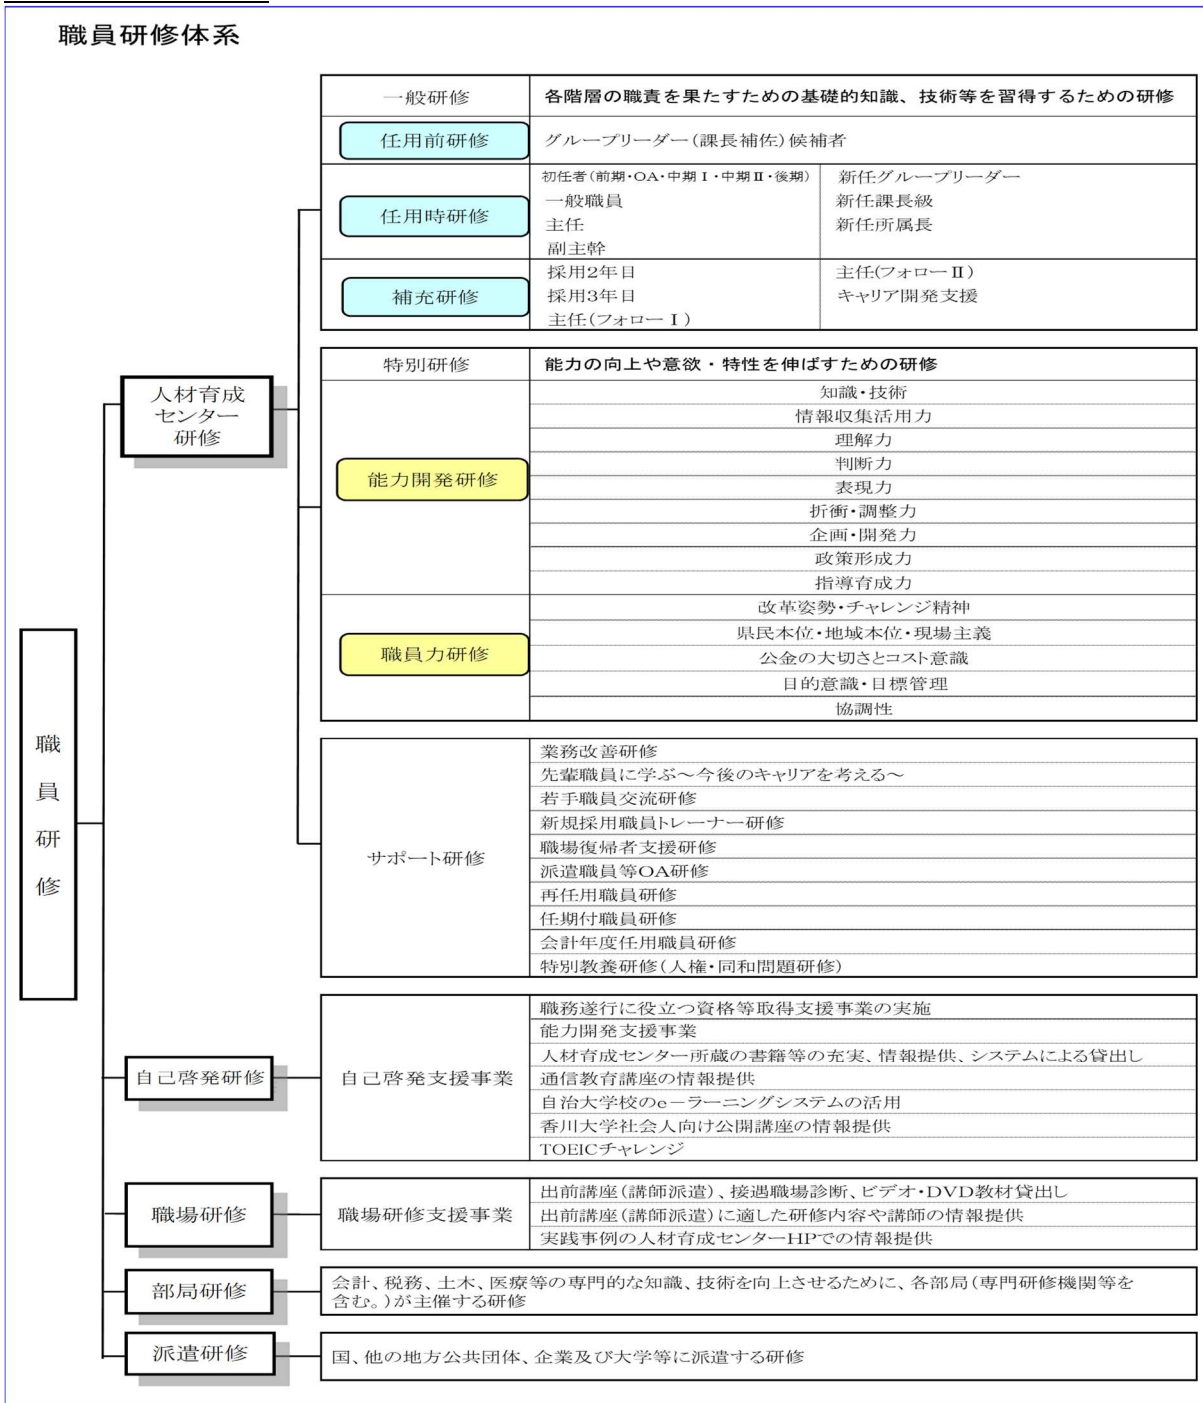 職員研修体系
一般研修
各階層の職責を果たすための基礎的知識、技術等を習得するための研修
任用前研修
グループリーダー(課長補佐)候補者
任用時研修
初任者(前期・OA・中期Ⅰ・中期Ⅱ・後期)
一般職員
主任
副主幹
新任グループリーダー
新任課長級
新任所属長
補充研修
採用2年目
採用3年目
主任(フォローⅠ)
主任(フォローⅡ)
キャリア開発支援
人材育成
センター
研修
特別研修
能力の向上や意欲・特性を伸ばすための研修
能力開発研修
知識・技術
情報収集活用力
理解力
判断力
表現力
折衝・調整力
企画・開発力
政策形成力
指導育成力
職員力研修
改革姿勢・チャレンジ精神
県民本位・地域本位・現場主義
公金の大切さとコスト意識
目的意識・目標管理
協調性
職員研修
サポート研修
業務改善研修
先輩職員に学ぶ～今後のキャリアを考える～
若手職員交流研修
新規採用職員トレーナー研修
職場復帰者支援研修
派遣職員等OA研修
再任用職員研修
任期付職員研修
会計年度任用職員研修
特別教養研修(人権・同和問題研修)
自己啓発研修
自己啓発支援事業
職務遂行に役立つ資格等取得支援事業の実施
能力開発支援事業
人材育成センター所蔵の書籍等の充実、情報提供、システムによる貸出し
通信教育講座の情報提供
自治大学校のe－ラーニングシステムの活用
香川大学社会人向け公開講座の情報提供
TOEICチャレンジ
職場研修
職場研修支援事業
出前講座(講師派遣)、接遇職場診断、ビデオ・DVD教材貸出し
出前講座(講師派遣)に適した研修内容や講師の情報提供
実践事例の人材育成センターHPでの情報提供
部局研修
会計、税務、土木、医療等の専門的な知識、技術を向上させるために、各部局(専門研修機関等を
含む。)が主催する研修
派遣研修
国、他の地方公共団体、企業及び大学等に派遣する研修